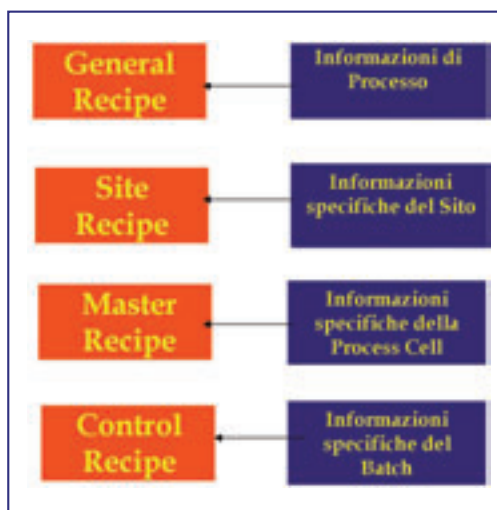 General
Recipe
Informazioni di
Processo
Site
Recipe
Informazioni
specifiche del Sito
Master
Recipe
Informazioni
specifiche della
Process Cell
Control
Recipe
Informazioni
specifiche del
Batch